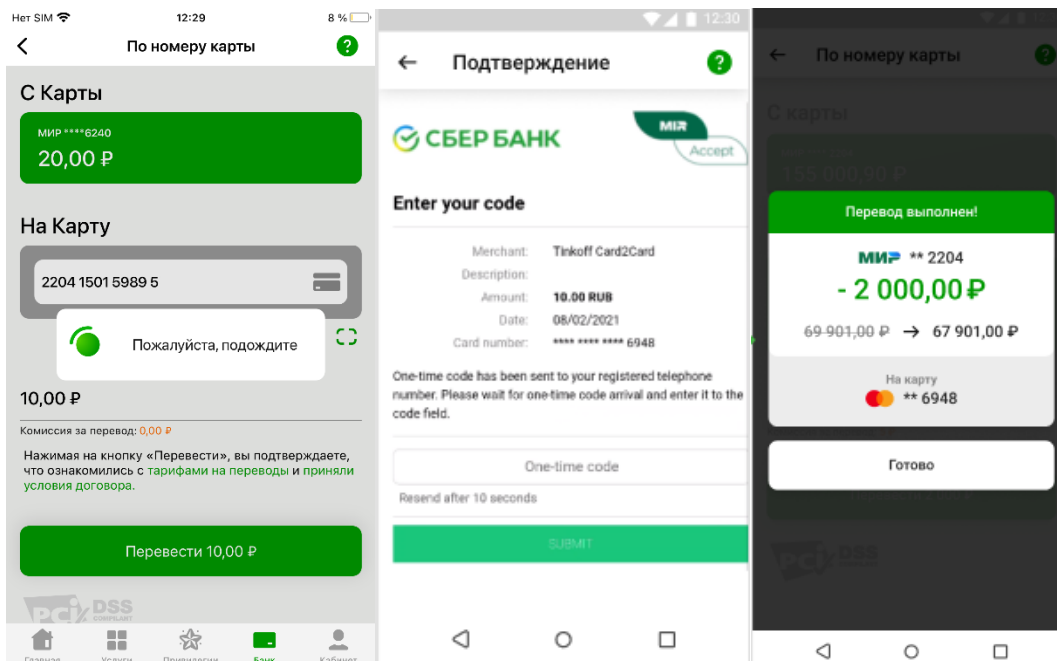 Нет SIM
12:29
8 %
По номеру карты
?
С Карты
МИР ****6240
20,00 ₽
На Карту
2204 1501 5989 5
Пожалуйста, подождите
10,00 ₽
Комиссия за перевод: 0,00 ₽
Нажимая на кнопку «Перевести», вы подтверждаете,
что ознакомились с тарифами на переводы и приняли
условия договора.
Перевести 10,00 ₽
PCI DSS
COMPLIANT
Главная
Услуги
Привилегии
Банк
Кабинет
12:30
Подтверждение
?
СБЕР БАНК
MIR
Accept
Enter your code
Merchant: Tinkoff Card2Card
Description:
Amount: 10.00 RUB
Date: 08/02/2021
Card number: **** **** **** 6948
One-time code has been sent to your registered telephone
number. Please wait for one-time code arrival and enter it to the
code field.
One-time code
Resend after 10 seconds
SUBMIT
По номеру карты
?
С карты
155 000,90 ₽
Перевод выполнен!
МИР ** 2204
- 2 000,00 ₽
69 901,00 ₽ → 67 901,00 ₽
На карту
** 6948
Готово
PCI DSS